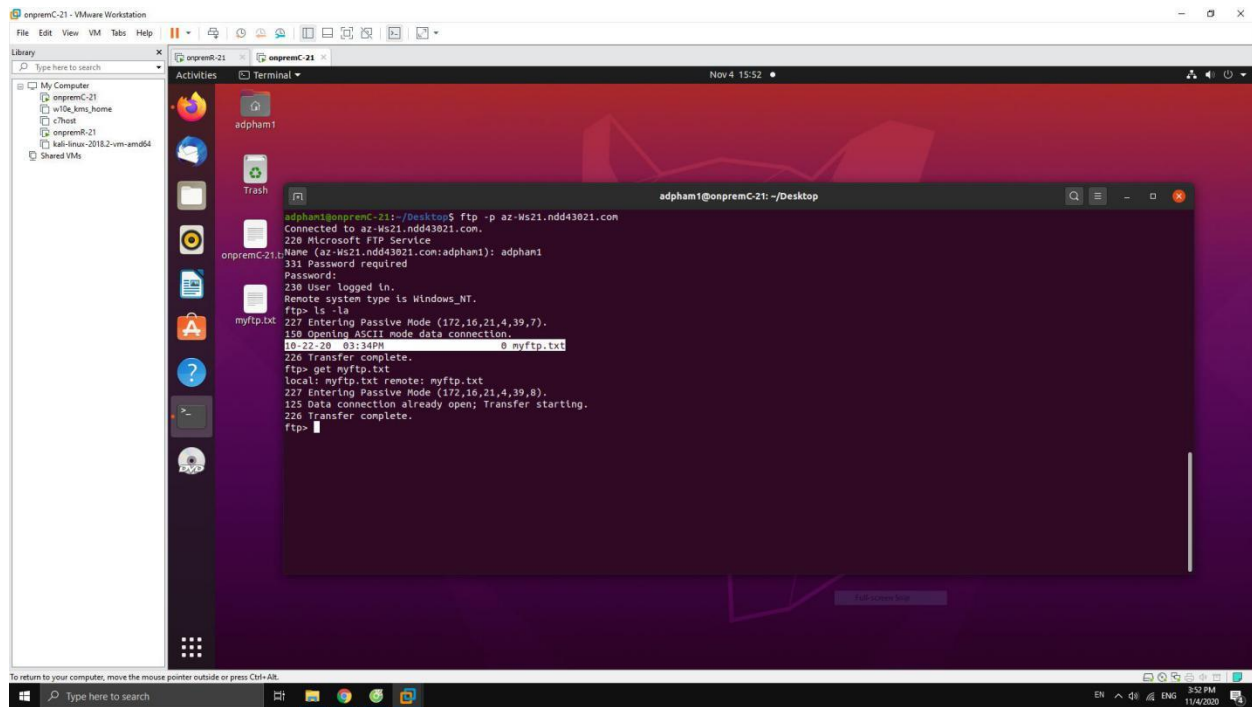 onpremC-21 - VMware Workstation
File Edit View VM Tabs Help
Library
Type here to search
My Computer
onpremC-21
w10e_kms_home
c7host
onpremR-21
kali-linux-2018.2-vm-amd64
Shared VMs
onpremR-21
onpremC-21
Activities
Terminal
Nov 4 15:52
adpham1
Trash
onpremC-21.t
myftp.txt
adpham1@onpremC-21: ~/Desktop
adpham1@onpremC-21:~/Desktop$ ftp -p az-Ws21.ndd43021.com
Connected to az-Ws21.ndd43021.com.
220 Microsoft FTP Service
Name (az-Ws21.ndd43021.com:adpham1): adpham1
331 Password required
Password:
230 User logged in.
Remote system type is Windows_NT.
ftp> ls -la
227 Entering Passive Mode (172,16,21,4,39,7).
150 Opening ASCII mode data connection.
10-22-20 03:34PM 0 myftp.txt
226 Transfer complete.
ftp> get myftp.txt
local: myftp.txt remote: myftp.txt
227 Entering Passive Mode (172,16,21,4,39,8).
125 Data connection already open; Transfer starting.
226 Transfer complete.
ftp>
DVD
To return to your computer, move the mouse pointer outside or press Ctrl+Alt.
Type here to search
EN
ENG
3:52 PM
11/4/2020